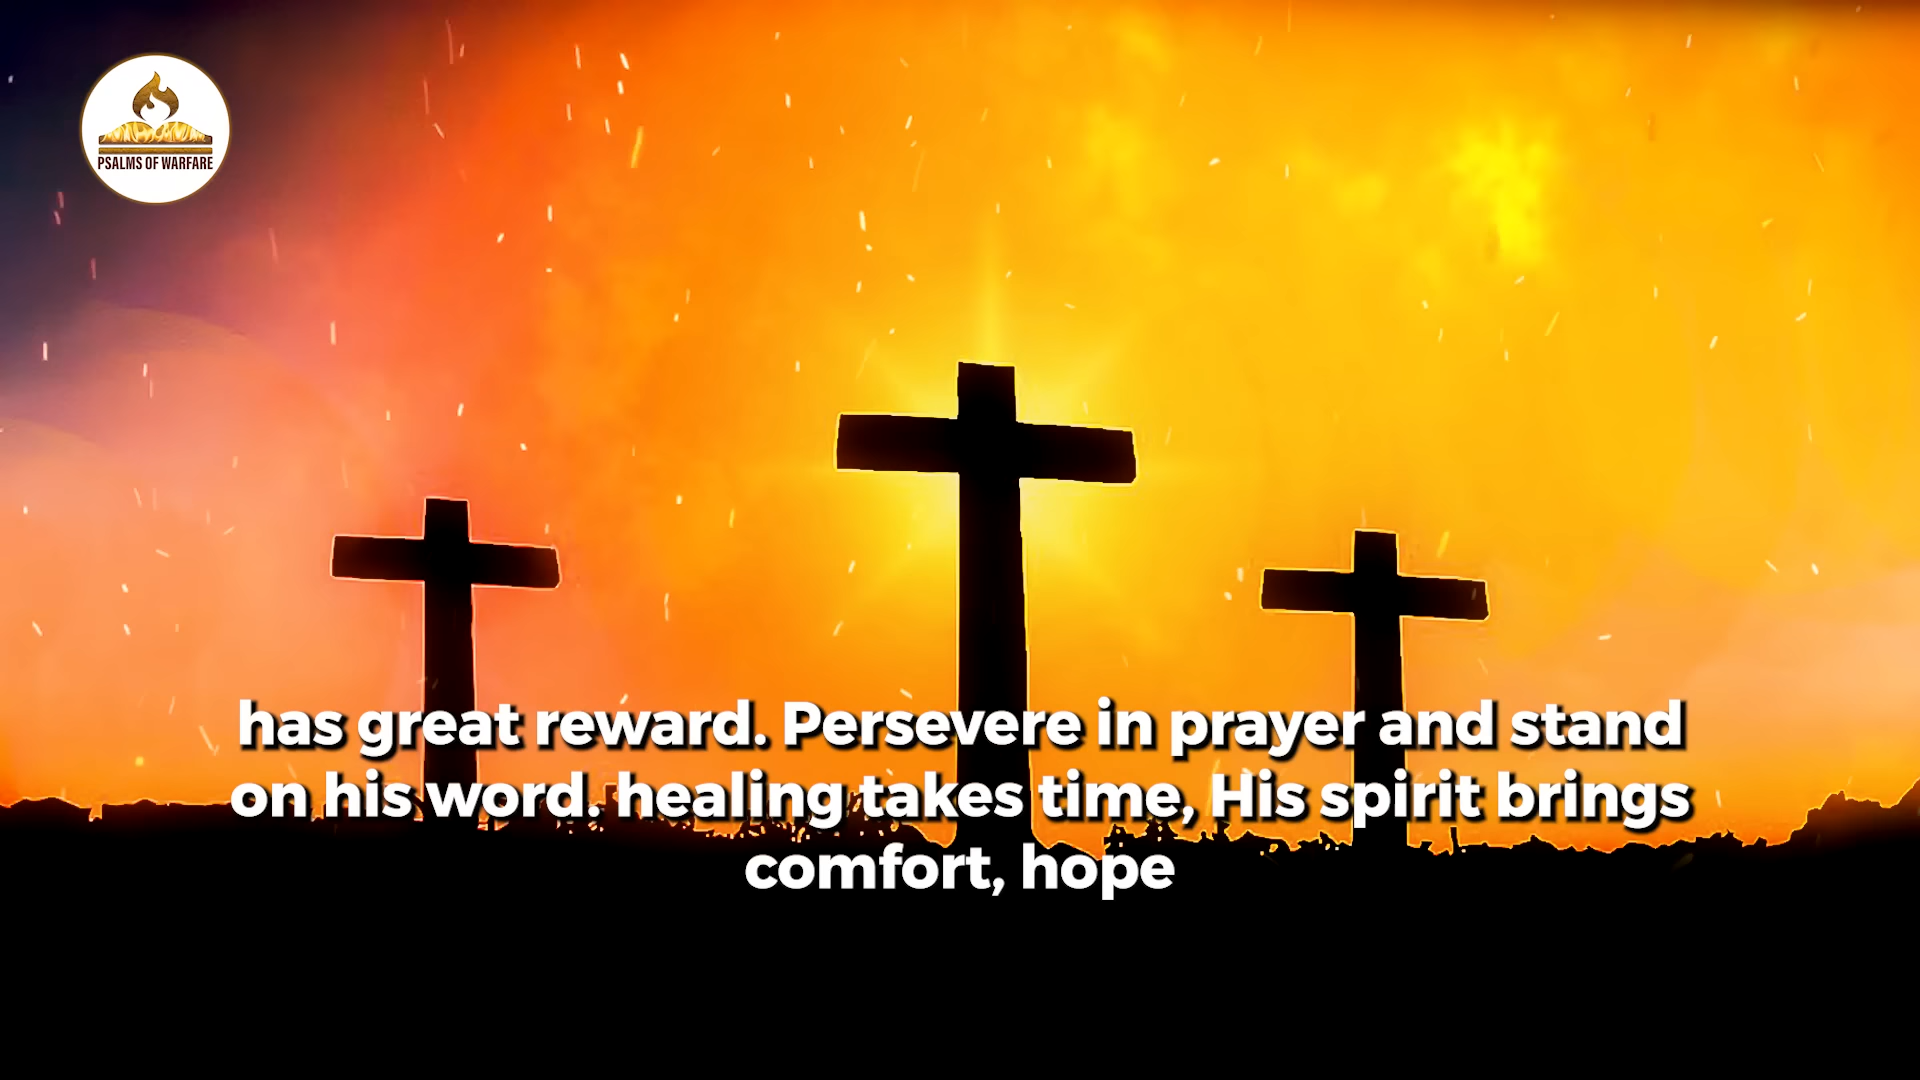 PSALMS OF WARFARE
has great reward. Persevere in prayer and stand
on his word. healing takes time, His spirit brings
comfort, hope